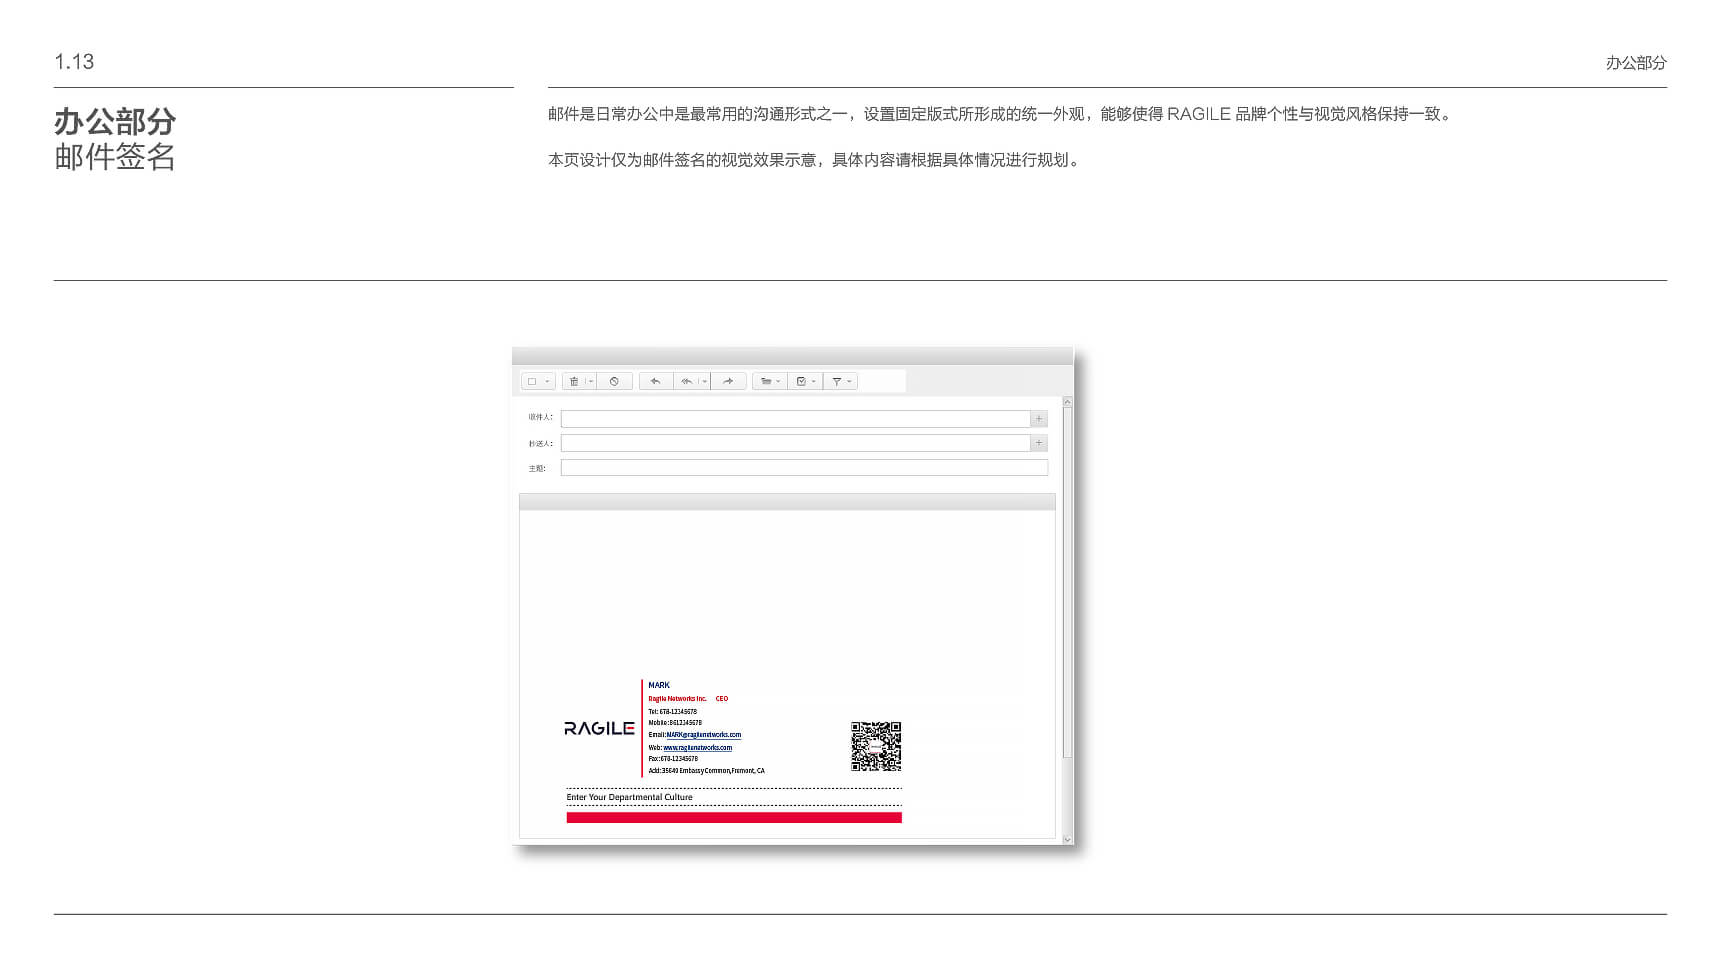 1.13
办公部分
办公部分
邮件签名
邮件是日常办公中是最常用的沟通形式之一，设置固定版式所形成的统一外观，能够使得 RAGILE 品牌个性与视觉风格保持一致。
本页设计仅为邮件签名的视觉效果示意，具体内容请根据具体情况进行规划。
收件人：
抄送人：
主题：
RAGILE
MARK
Ragile Networks Inc. CEO
Tel: 678-12345678
Mobile:8612345678
Email:MARK@ragilenetworks.com
Web: www.ragilenetworks.com
Fax:678-12345678
Add:35649 Embassy Common,Fremont, CA
Enter Your Departmental Culture